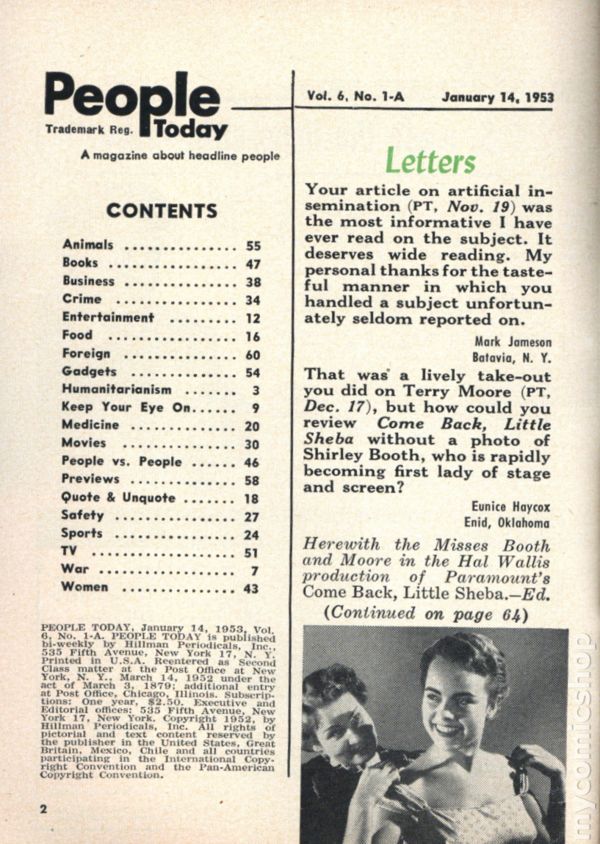 People
Trademark Reg. Today
A magazine about headline people
CONTENTS
Animals ............... 55
Books ................ 47
Business .............. 38
Crime ............... 34
Entertainment ......... 12
Food ................ 16
Foreign .............. 60
Gadgets .............. 54
Humanitarianism ....... 3
Keep Your Eye On...... 9
Medicine ............. 20
Movies ............... 30
People vs. People ...... 46
Previews ............. 58
Quote & Unquote ....... 18
Safety ............... 27
Sports ............... 24
TV .................. 51
War ................. 7
Women .............. 43
PEOPLE TODAY, January 14, 1953, Vol.
6, No. 1-A. PEOPLE TODAY is published
bi-weekly by Hillman Periodicals, Inc.,
535 Fifth Avenue, New York 17, N. Y.
Printed in U.S.A. Reentered as Second
Class matter at the Post Office at New
York, N. Y., March 14, 1952 under the
act of March 3, 1879; additional entry
at Post Office, Chicago, Illinois. Subscrip-
tions: One year, $2.50. Executive and
Editorial offices: 535 Fifth Avenue, New
York 17, New York. Copyright 1952, by
Hillman Periodicals, Inc. All rights of
pictorial and text content reserved by
the publisher in the United States, Great
Britain, Mexico, Chile and all countries
participating in the International Copy-
right Convention and the Pan-American
Copyright Convention.
2
Vol. 6, No. 1-A January 14, 1953
Letters
Your article on artificial in-
semination (PT, Nov. 19) was
the most informative I have
ever read on the subject. It
deserves wide reading. My
personal thanks for the taste-
ful manner in which you
handled a subject unfortun-
ately seldom reported on.
Mark Jameson
Batavia, N. Y.
That was a lively take-out
you did on Terry Moore (PT,
Dec. 17), but how could you
review Come Back, Little
Sheba without a photo of
Shirley Booth, who is rapidly
becoming first lady of stage
and screen?
Eunice Haycox
Enid, Oklahoma
Herewith the Misses Booth
and Moore in the Hal Wallis
production of Paramount's
Come Back, Little Sheba.—Ed.
(Continued on page 64)
mycomicshop